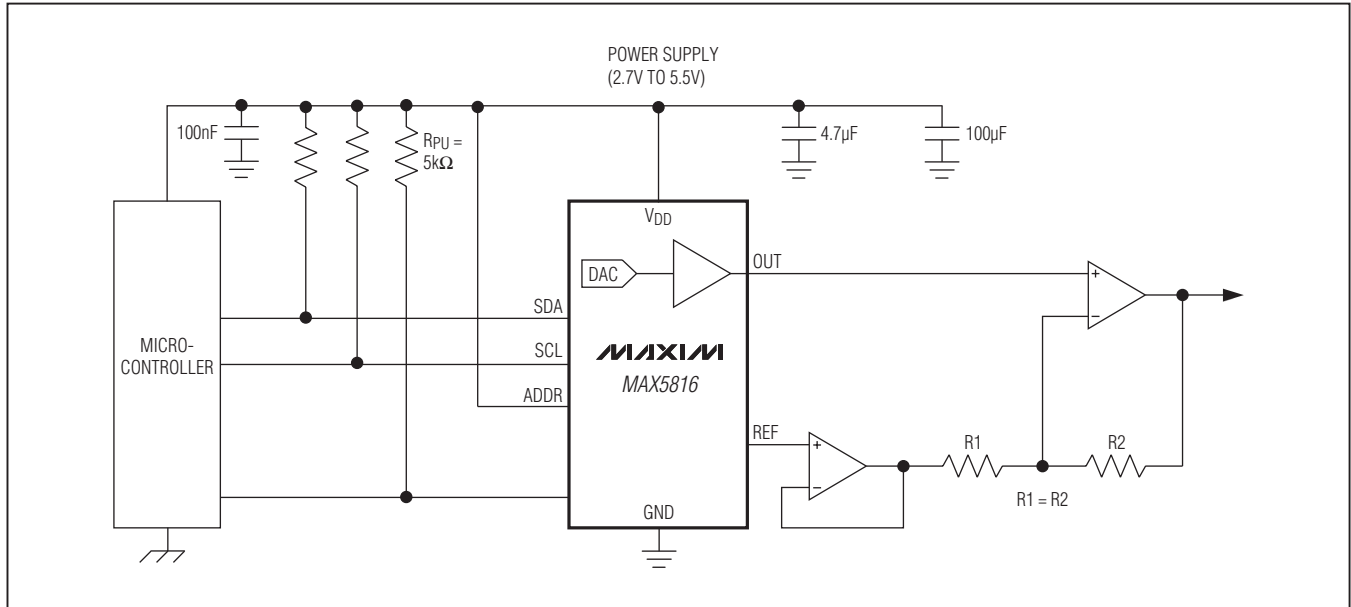 POWER SUPPLY
(2.7V TO 5.5V)
100nF
RPU =
5kΩ
4.7µF
100µF
VDD
DAC
OUT
SDA
MICRO-
CONTROLLER
SCL
MAXIM
MAX5816
ADDR
REF
R1
R2
R1 = R2
GND
+
−
+
−